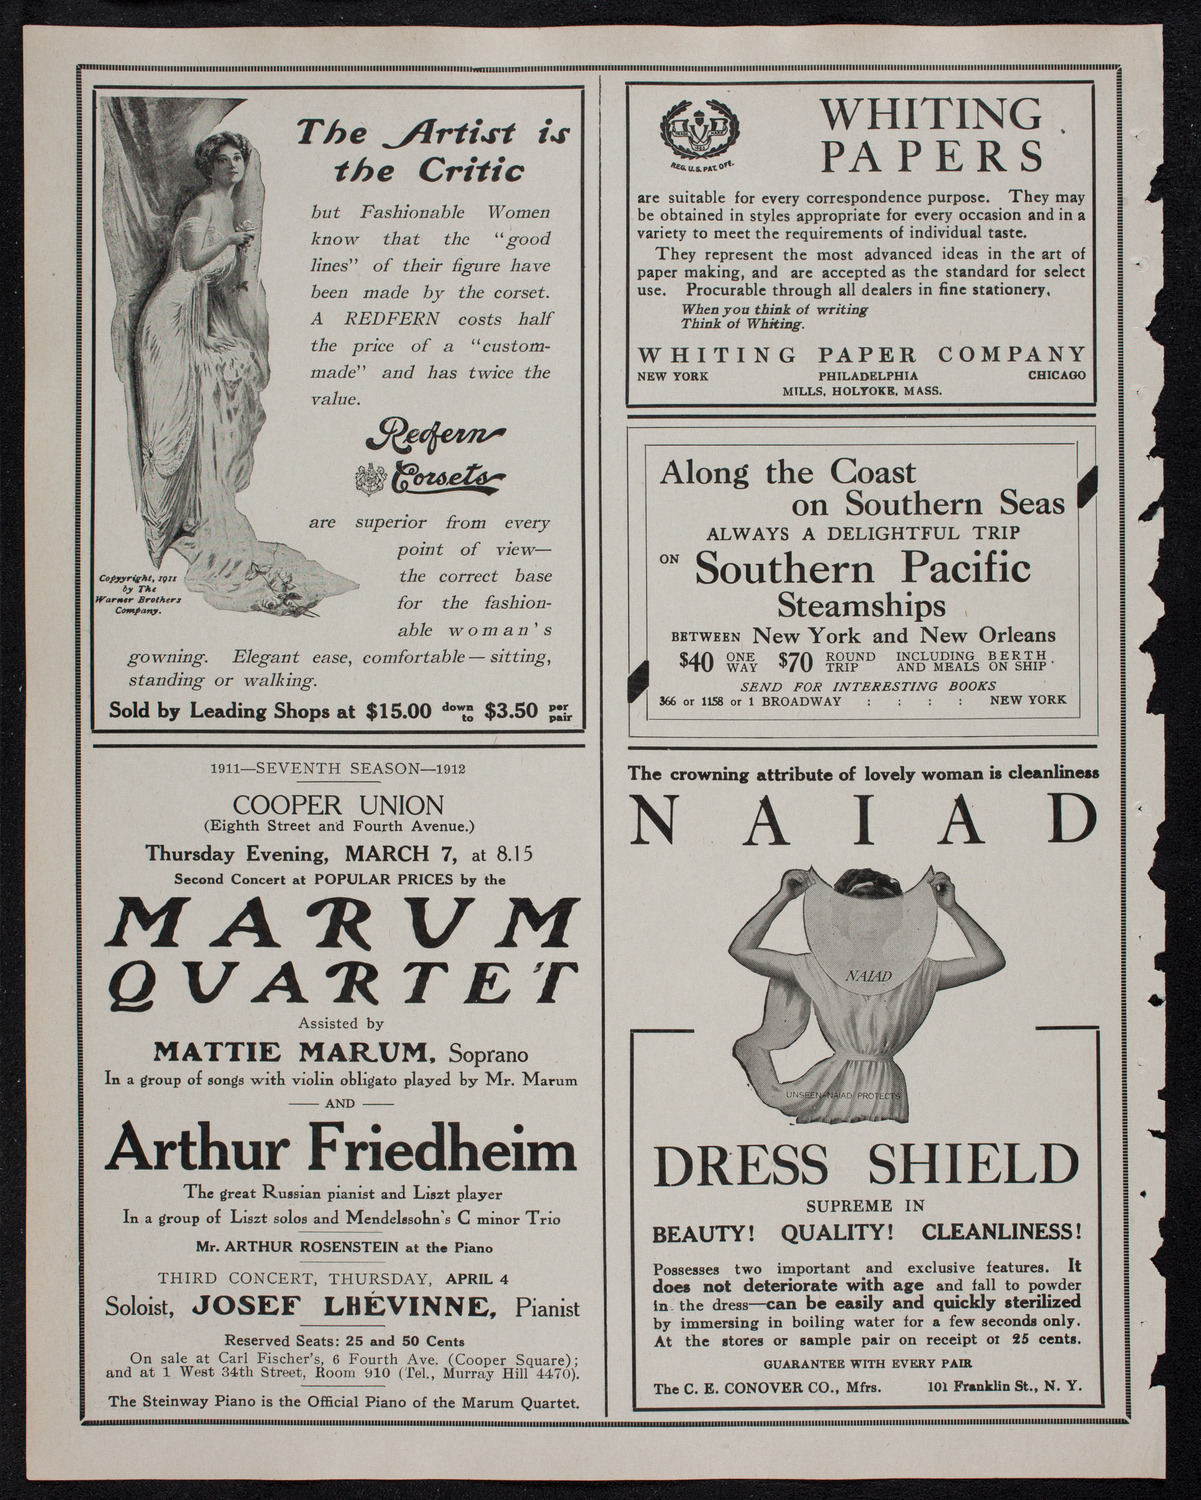 The Artist is
the Critic
but Fashionable Women
know that the "good
lines" of their figure have
been made by the corset.
A REDFERN costs half
the price of a "custom-
made" and has twice the
value.
Redfern
Corsets
are superior from every
point of view—
the correct base
for the fashion-
able woman's
gowning. Elegant ease, comfortable—sitting,
standing or walking.
Copyright, 1911
by The
Warner Brothers
Company.
Sold by Leading Shops at $15.00 down to $3.50 per pair
1911—SEVENTH SEASON—1912
COOPER UNION
(Eighth Street and Fourth Avenue.)
Thursday Evening, MARCH 7, at 8.15
Second Concert at POPULAR PRICES by the
MARUM
QUARTET
Assisted by
MATTIE MARUM, Soprano
In a group of songs with violin obligato played by Mr. Marum
AND
Arthur Friedheim
The great Russian pianist and Liszt player
In a group of Liszt solos and Mendelssohn's C minor Trio
Mr. ARTHUR ROSENSTEIN at the Piano
THIRD CONCERT, THURSDAY, APRIL 4
Soloist, JOSEF LHÉVINNE, Pianist
Reserved Seats: 25 and 50 Cents
On sale at Carl Fischer's, 6 Fourth Ave. (Cooper Square);
and at 1 West 34th Street, Room 910 (Tel., Murray Hill 4470).
The Steinway Piano is the Official Piano of the Marum Quartet.
REG. U.S. PAT. OFF.
WHITING
PAPERS
are suitable for every correspondence purpose. They may
be obtained in styles appropriate for every occasion and in a
variety to meet the requirements of individual taste.
They represent the most advanced ideas in the art of
paper making, and are accepted as the standard for select
use. Procurable through all dealers in fine stationery.
When you think of writing
Think of Whiting.
WHITING PAPER COMPANY
NEW YORK PHILADELPHIA CHICAGO
MILLS, HOLYOKE, MASS.
Along the Coast
on Southern Seas
ALWAYS A DELIGHTFUL TRIP
ON Southern Pacific
Steamships
BETWEEN New York and New Orleans
$40 ONE WAY $70 ROUND TRIP INCLUDING BERTH AND MEALS ON SHIP
SEND FOR INTERESTING BOOKS
366 or 1158 or 1 BROADWAY : : : : NEW YORK
The crowning attribute of lovely woman is cleanliness
NAIAD
NAIAD
UNSEEN-NAIAD PROTECTS
DRESS SHIELD
SUPREME IN
BEAUTY! QUALITY! CLEANLINESS!
Possesses two important and exclusive features. It
does not deteriorate with age and fall to powder
in the dress—can be easily and quickly sterilized
by immersing in boiling water for a few seconds only.
At the stores or sample pair on receipt of 25 cents.
GUARANTEE WITH EVERY PAIR
The C. E. CONOVER CO., Mfrs. 101 Franklin St., N. Y.